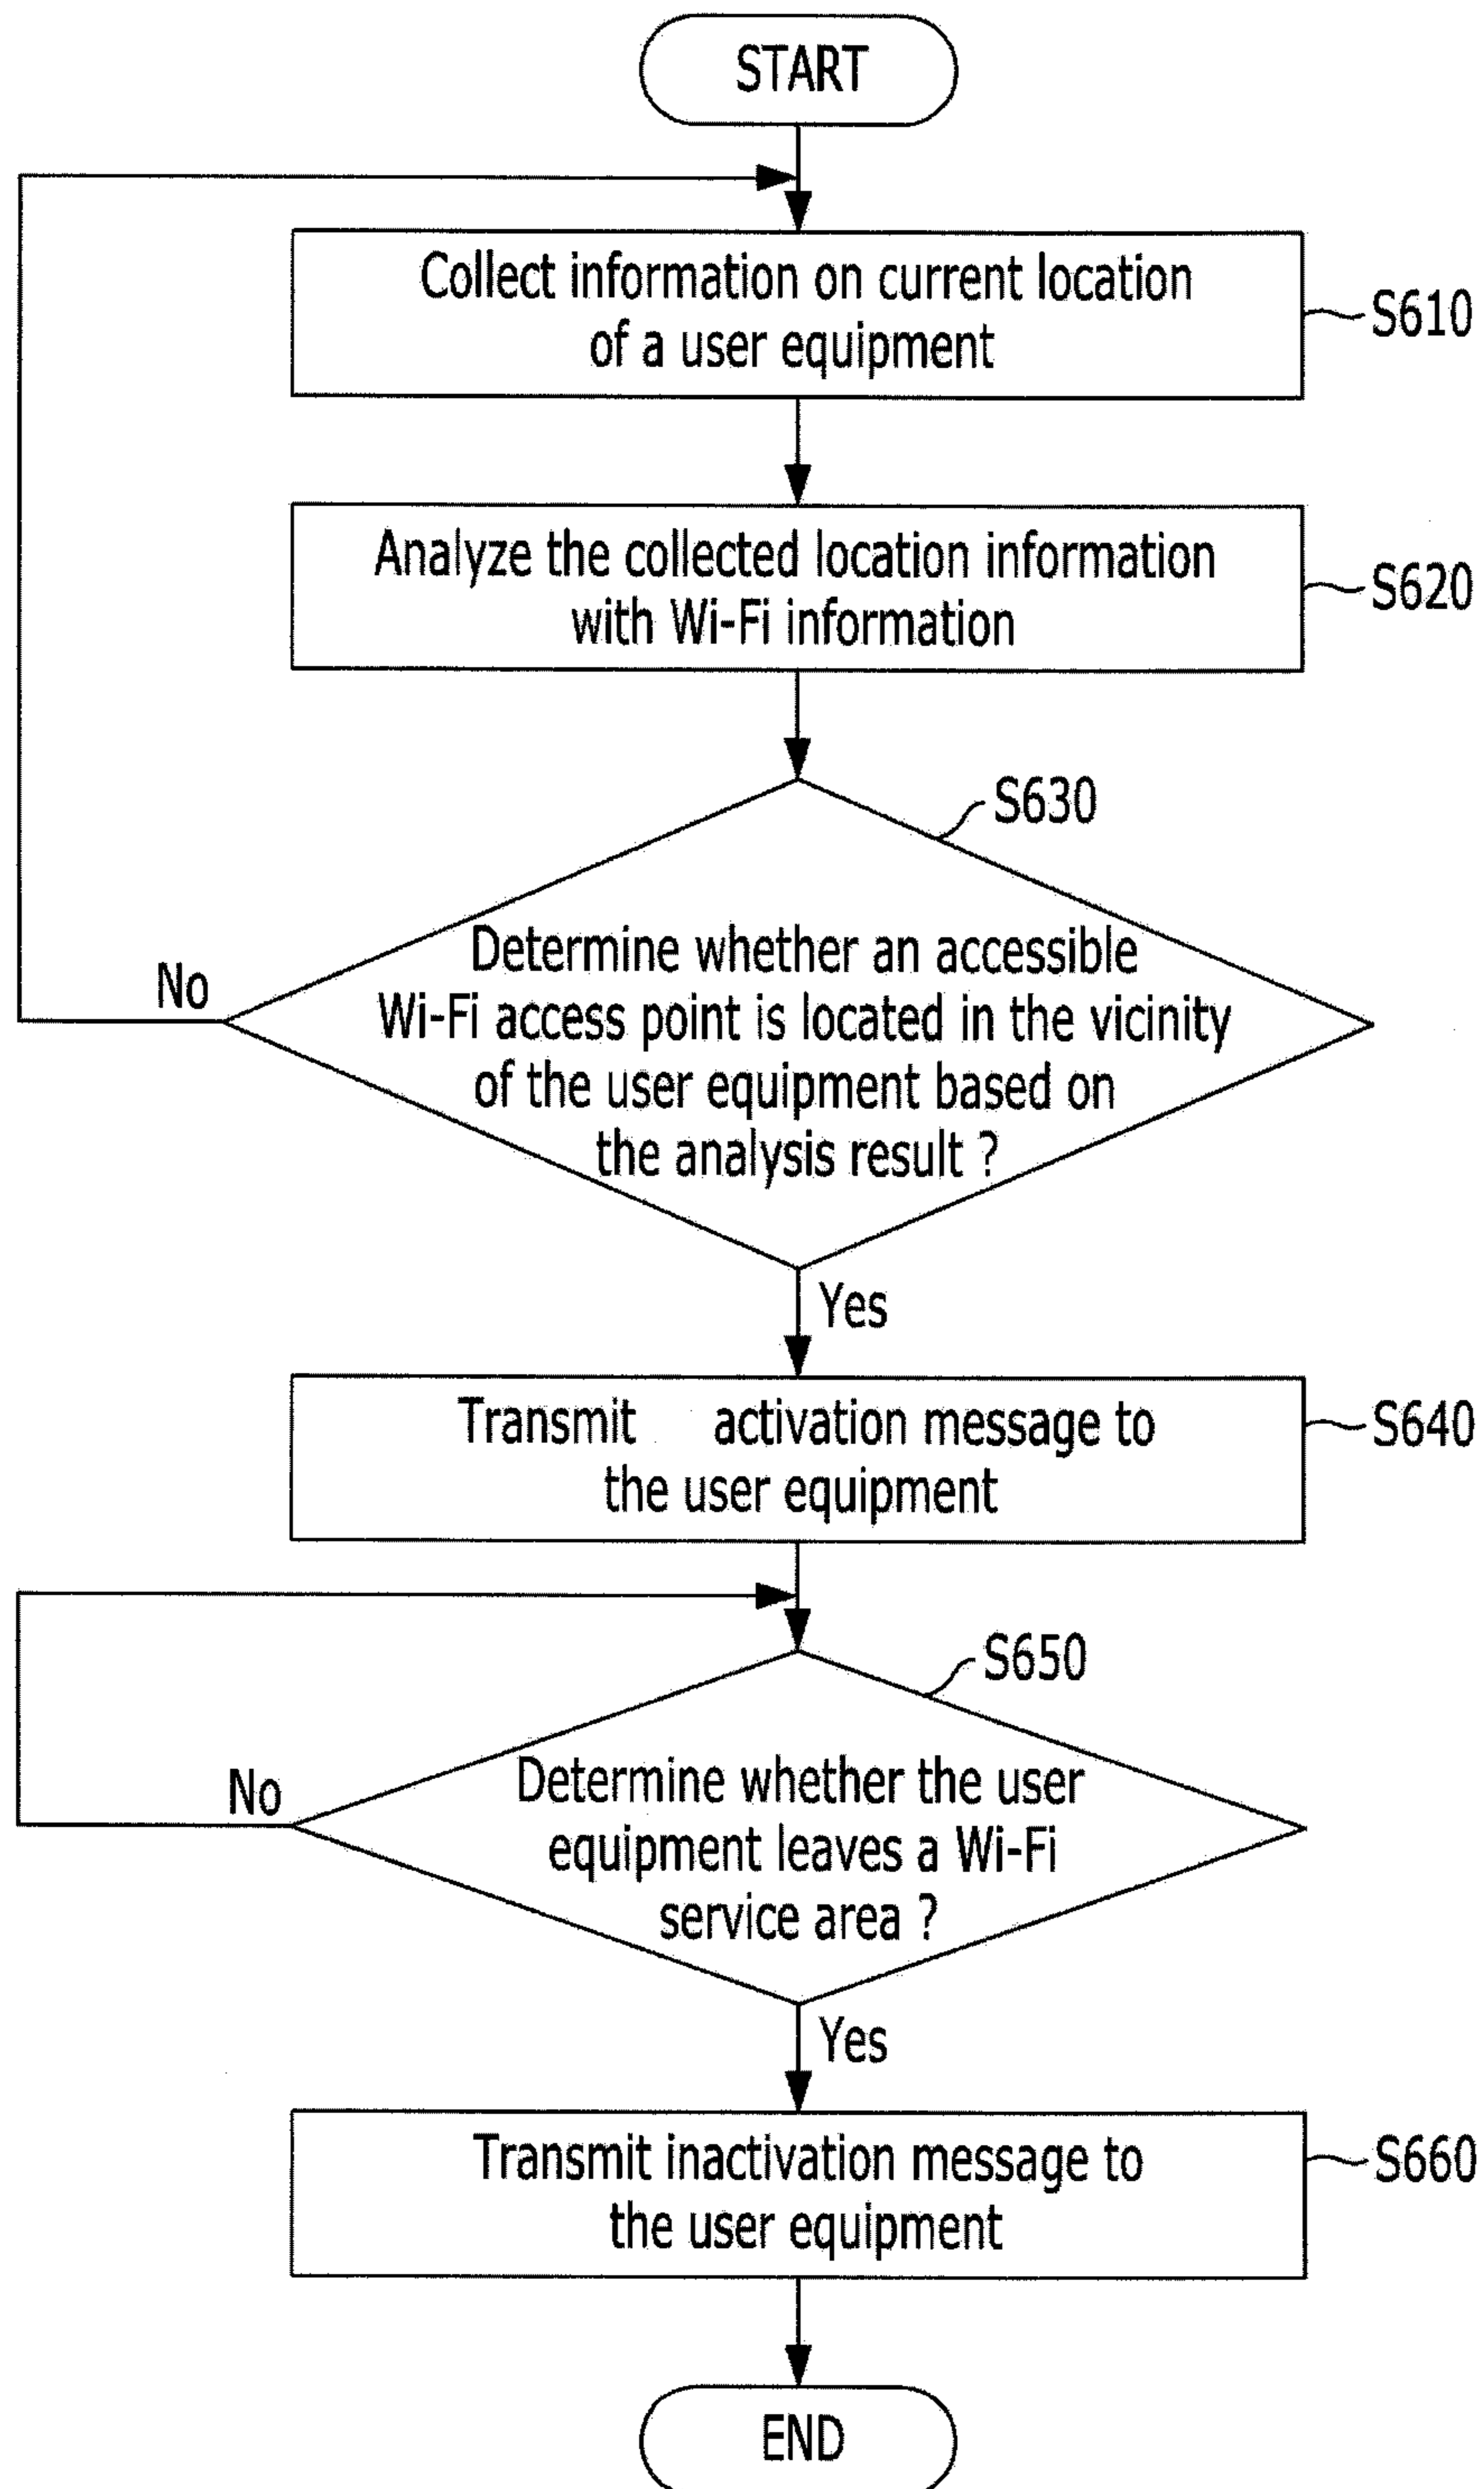 START
Collect information on current location
of a user equipment
S610
Analyze the collected location information
with Wi-Fi information
S620
S630
Determine whether an accessible
Wi-Fi access point is located in the vicinity
of the user equipment based on
the analysis result ?
No
Yes
Transmit activation message to
the user equipment
S640
S650
Determine whether the user
equipment leaves a Wi-Fi
service area ?
No
Yes
Transmit inactivation message to
the user equipment
S660
END